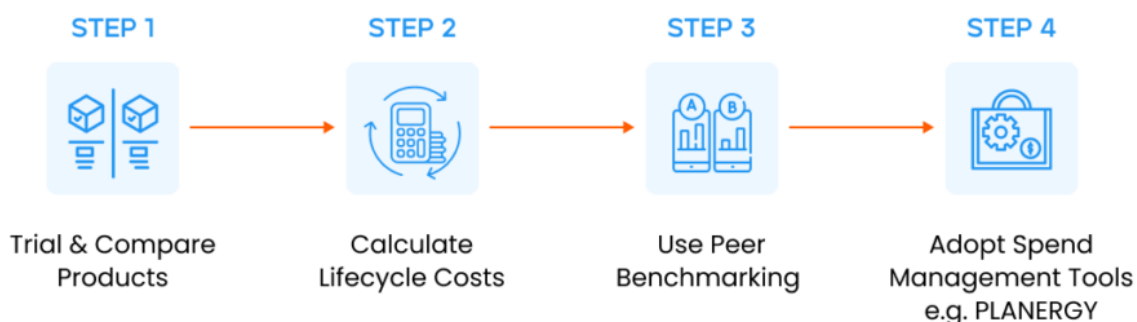 STEP 1
STEP 2
STEP 3
STEP 4
A
B
Trial & Compare
Products
Calculate
Lifecycle Costs
Use Peer
Benchmarking
Adopt Spend
Management Tools
e.g. PLANERGY